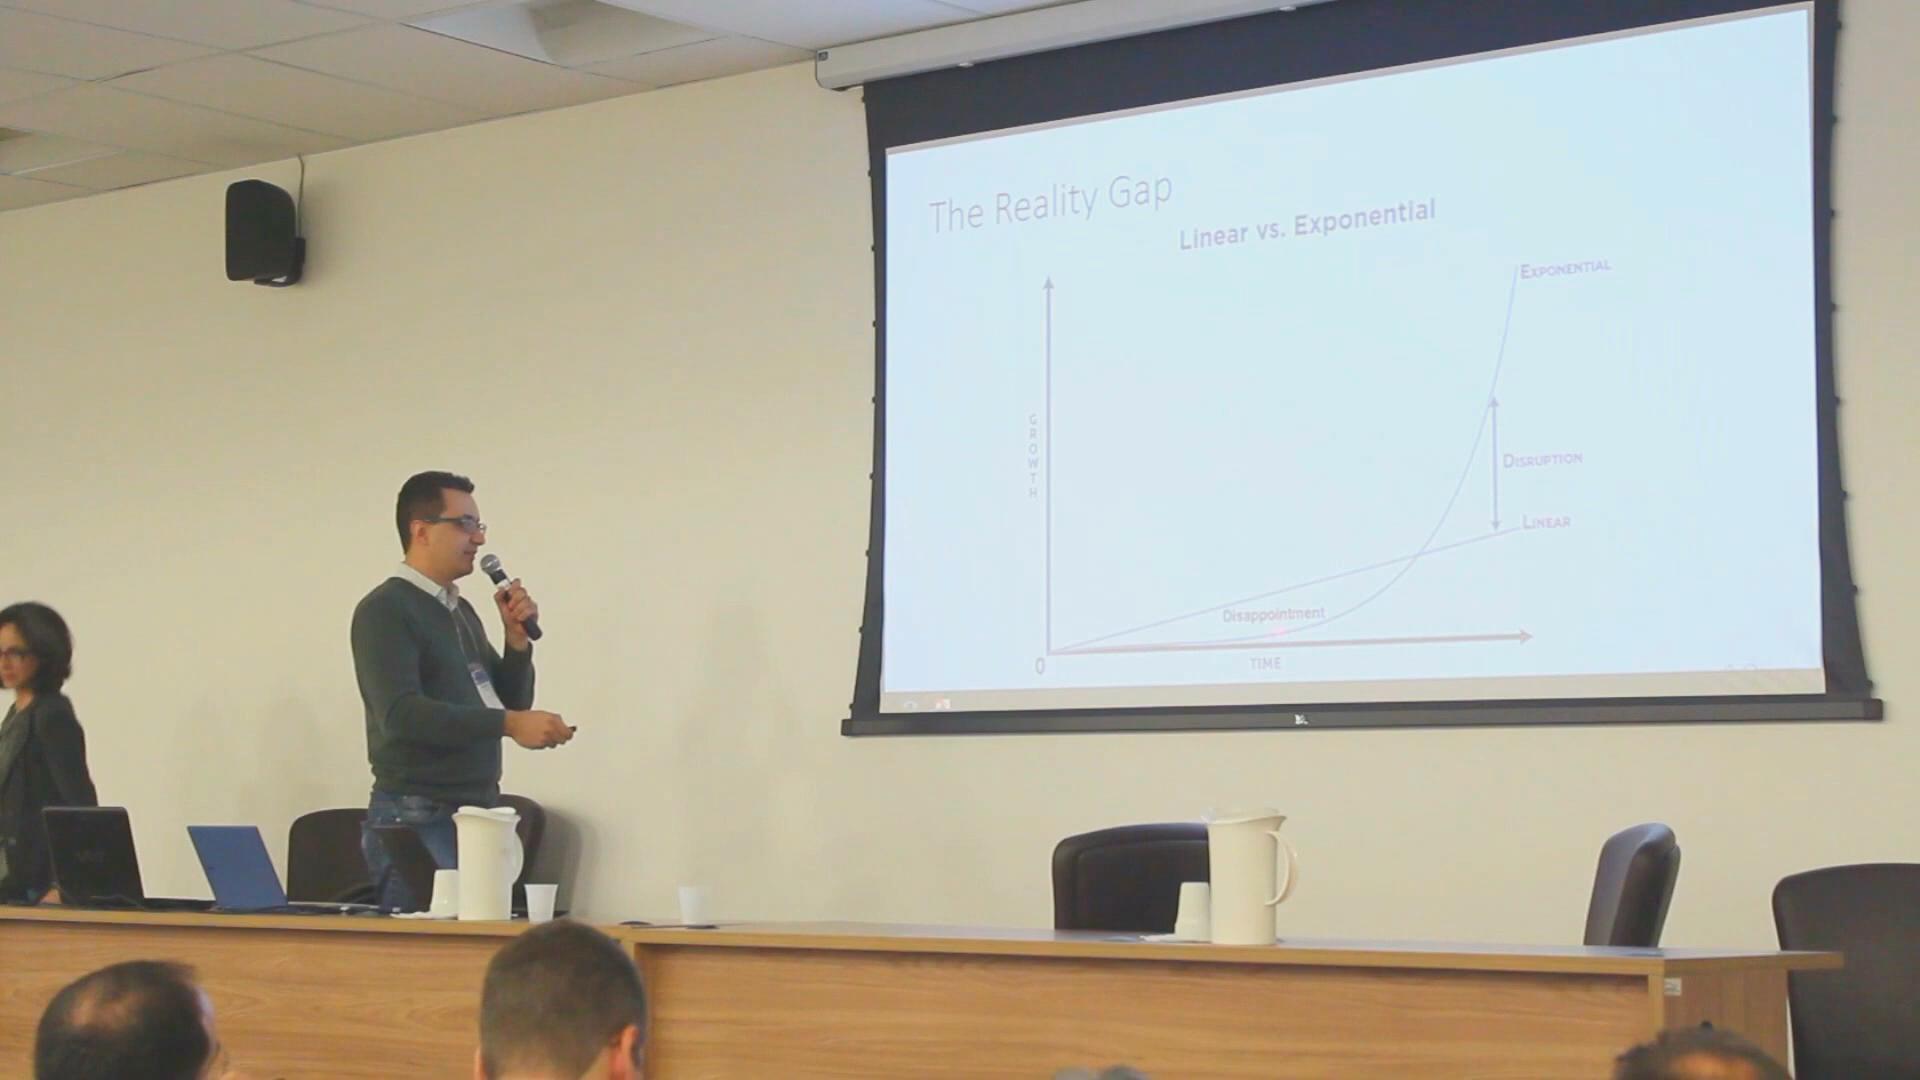 The Reality Gap
Linear vs. Exponential
EXPONENTIAL
GROWTH
DISRUPTION
LINEAR
Disappointment
0
TIME